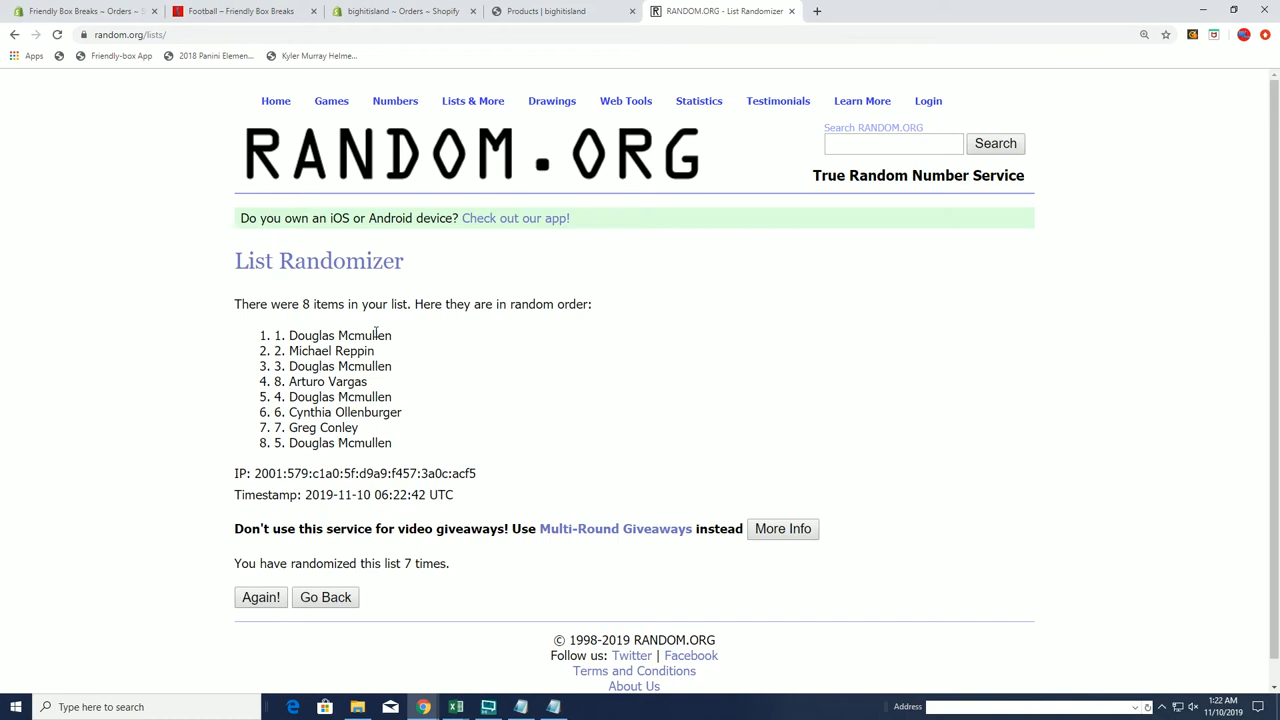 Friendly Box Breaks ~ Orders ~ S
Football – Friendly Box Breaks
bighitisland ~ Orders ~ Shopify
Products | bighitisland
RANDOM.ORG - List Randomizer
random.org/lists/
Apps
Friendly-box App
2018 Panini Elemen...
Kyler Murray Helme...
Home
Games
Numbers
Lists & More
Drawings
Web Tools
Statistics
Testimonials
Learn More
Login
RANDOM.ORG
Search RANDOM.ORG
Search
True Random Number Service
Do you own an iOS or Android device? Check out our app!
List Randomizer
There were 8 items in your list. Here they are in random order:
1. 1. Douglas Mcmullen
2. 2. Michael Reppin
3. 3. Douglas Mcmullen
4. 8. Arturo Vargas
5. 4. Douglas Mcmullen
6. 6. Cynthia Ollenburger
7. 7. Greg Conley
8. 5. Douglas Mcmullen
IP: 2001:579:c1a0:5f:d9a9:f457:3a0c:acf5
Timestamp: 2019-11-10 06:22:42 UTC
Don't use this service for video giveaways! Use Multi-Round Giveaways instead More Info
You have randomized this list 7 times.
Again! Go Back
© 1998-2019 RANDOM.ORG
Follow us: Twitter | Facebook
Terms and Conditions
About Us
Type here to search
Address
1:22 AM
11/10/2019